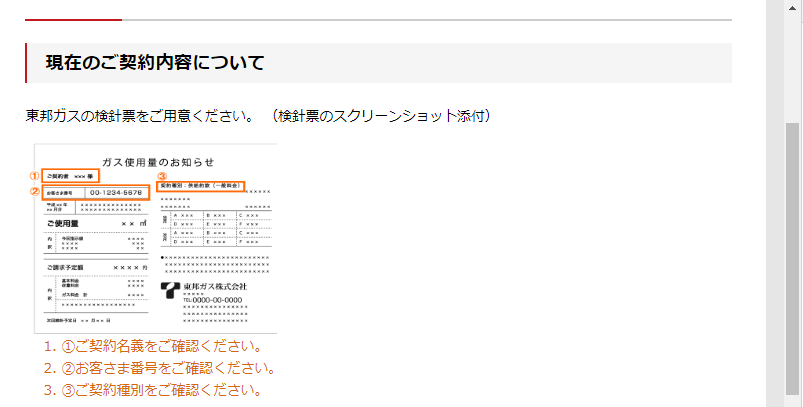 現在のご契約内容について
東邦ガスの検針票をご用意ください。 （検針票のスクリーンショット添付）
ガス使用量のお知らせ
① ご契約者 ××× 様
③
② お客さま番号 00-1234-5678
契約種別：供給約款（一般料金）
ご使用量 × × ㎥
A ××× B ××× C ×××
D ××× E ××× F ×××
A ××× B ××× C ×××
D ××× E ××× F ×××
ご請求予定額 × × × × 円
東邦ガス株式会社
TEL 0000-00-0000
1. ①ご契約名義をご確認ください。
2. ②お客さま番号をご確認ください。
3. ③ご契約種別をご確認ください。